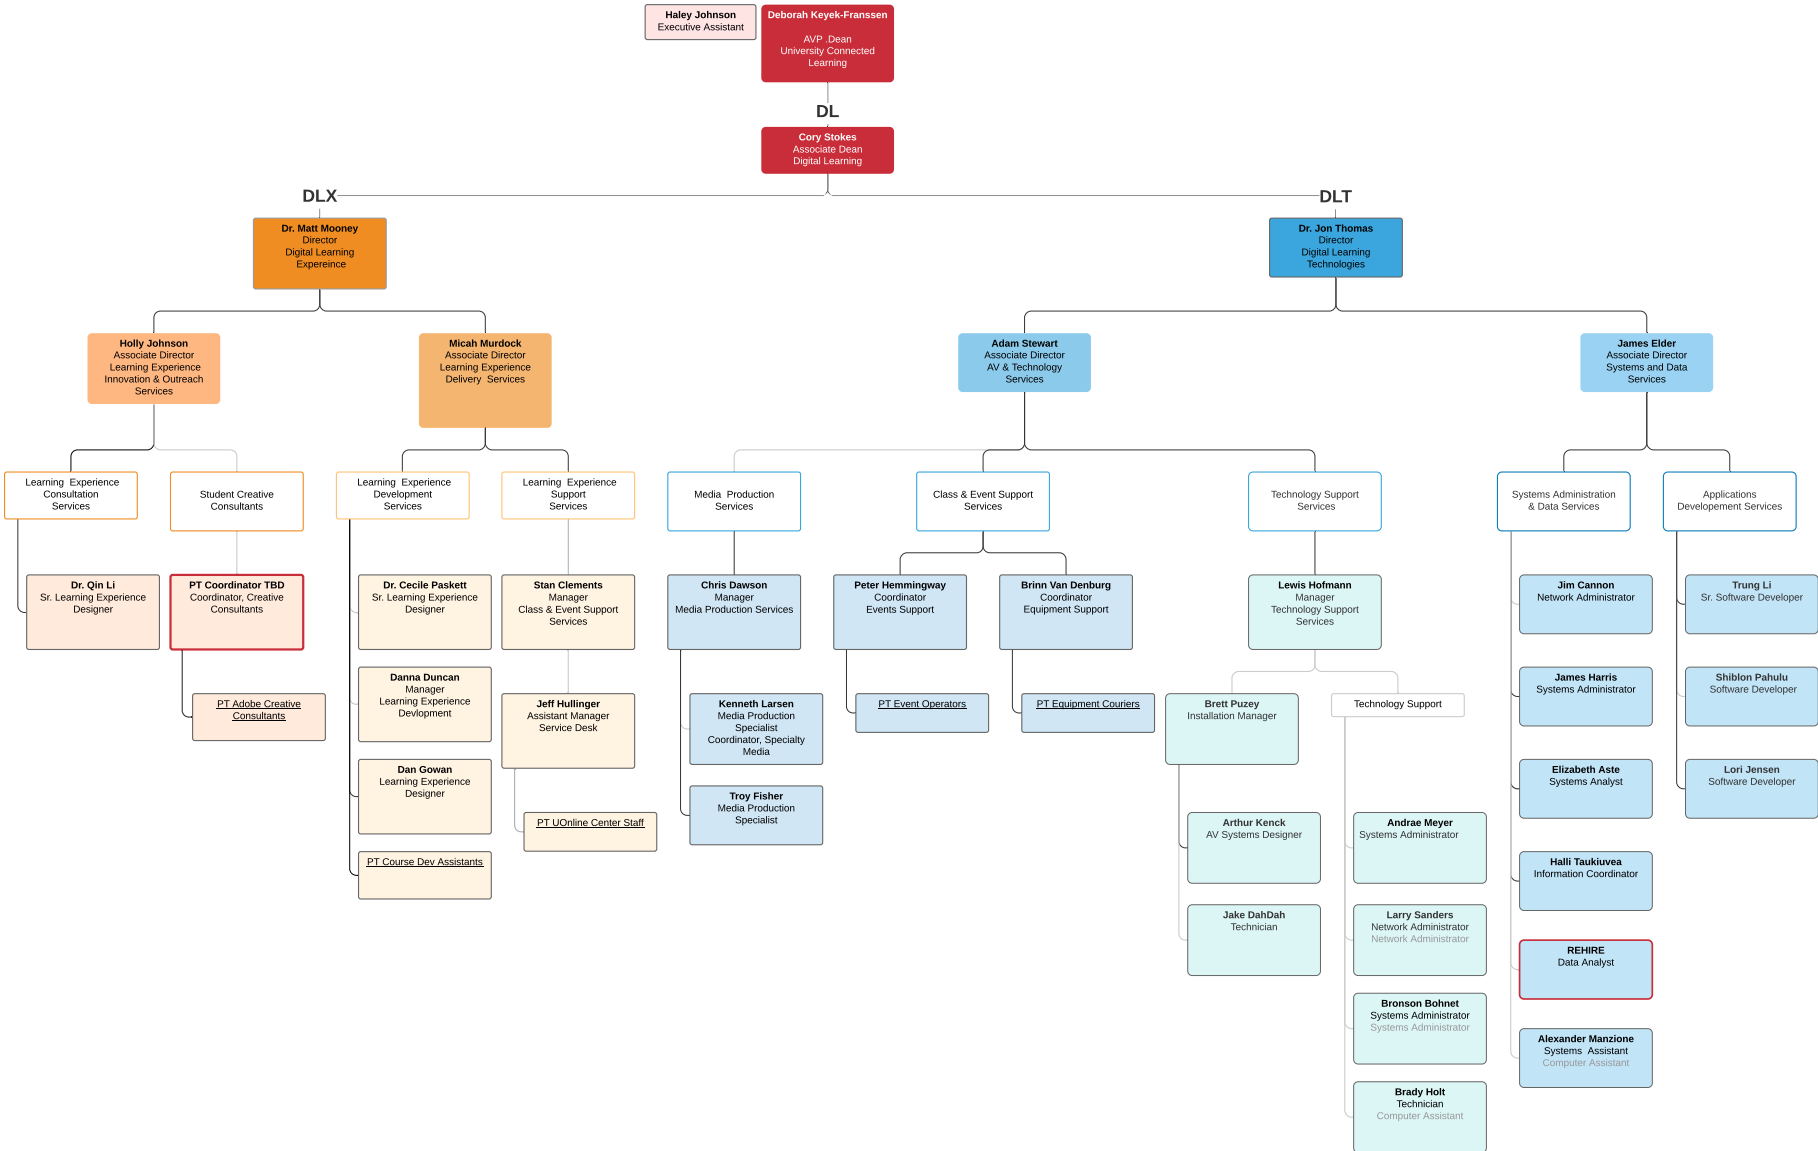 Haley Johnson
Executive Assistant
Deborah Keyek-Franssen
AVP .Dean
University Connected
Learning
DL
Cory Stokes
Associate Dean
Digital Learning
DLX
DLT
Dr. Matt Mooney
Director
Digital Learning
Expereince
Dr. Jon Thomas
Director
Digital Learning
Technologies
Holly Johnson
Associate Director
Learning Experience
Innovation & Outreach
Services
Micah Murdock
Associate Director
Learning Experience
Delivery Services
Adam Stewart
Associate Director
AV & Technology
Services
James Elder
Associate Director
Systems and Data
Services
Learning Experience
Consultation
Services
Student Creative
Consultants
Learning Experience
Development
Services
Learning Experience
Support
Services
Media Production
Services
Class & Event Support
Services
Technology Support
Services
Systems Administration
& Data Services
Applications
Developement Services
Dr. Qin Li
Sr. Learning Experience
Designer
PT Coordinator TBD
Coordinator, Creative
Consultants
PT Adobe Creative
Consultants
Dr. Cecile Paskett
Sr. Learning Experience
Designer
Danna Duncan
Manager
Learning Experience
Devlopment
Dan Gowan
Learning Experience
Designer
PT Course Dev Assistants
Stan Clements
Manager
Class & Event Support
Services
Jeff Hullinger
Assistant Manager
Service Desk
PT UOnline Center Staff
Chris Dawson
Manager
Media Production Services
Kenneth Larsen
Media Production
Specialist
Coordinator, Specialty
Media
Troy Fisher
Media Production
Specialist
Peter Hemmingway
Coordinator
Events Support
PT Event Operators
Brinn Van Denburg
Coordinator
Equipment Support
PT Equipment Couriers
Lewis Hofmann
Manager
Technology Support
Services
Brett Puzey
Installation Manager
Arthur Kenck
AV Systems Designer
Jake DahDah
Technician
Technology Support
Andrae Meyer
Systems Administrator
Larry Sanders
Network Administrator
Network Administrator
Bronson Bohnet
Systems Administrator
Systems Administrator
Brady Holt
Technician
Computer Assistant
Jim Cannon
Network Administrator
James Harris
Systems Administrator
Elizabeth Aste
Systems Analyst
Halli Taukiuvea
Information Coordinator
REHIRE
Data Analyst
Alexander Manzione
Systems Assistant
Computer Assistant
Trung Li
Sr. Software Developer
Shiblon Pahulu
Software Developer
Lori Jensen
Software Developer